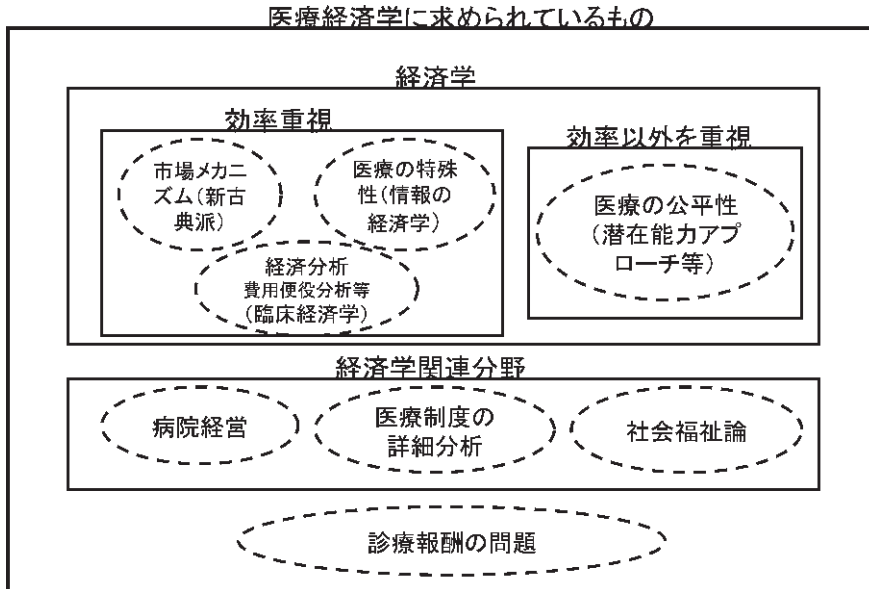 医療経済学に求められているもの
経済学
効率重視
市場メカニ
ズム(新古
典派)
医療の特殊
性(情報の
経済学)
経済分析
費用便役分析等
(臨床経済学)
効率以外を重視
医療の公平性
(潜在能力アプ
ローチ等)
経済学関連分野
病院経営
医療制度の
詳細分析
社会福祉論
診療報酬の問題